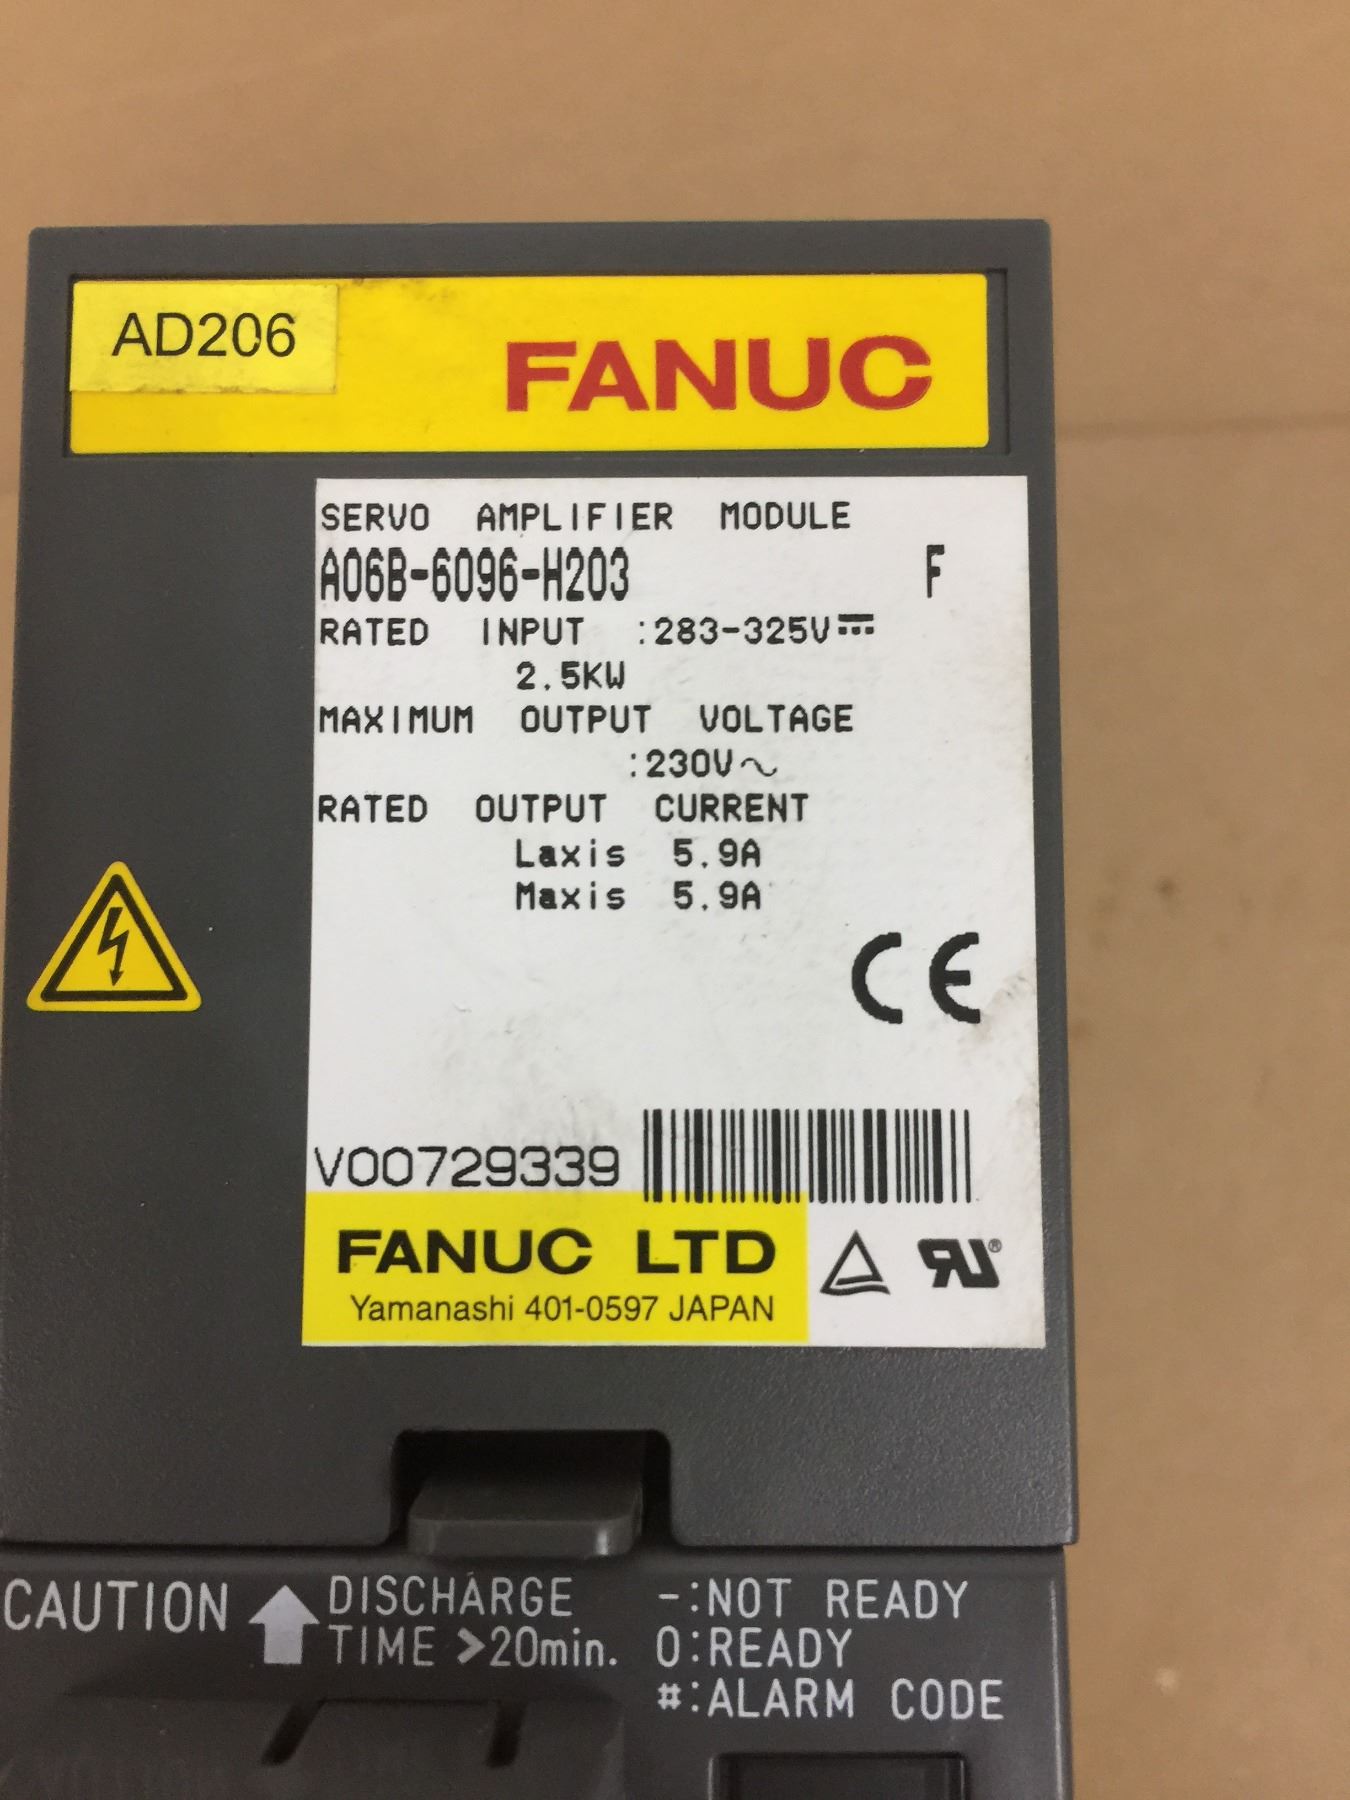 AD206
FANUC
SERVO AMPLIFIER MODULE
A06B-6096-H203 F
RATED INPUT :283-325V⎓
2.5KW
MAXIMUM OUTPUT VOLTAGE
:230V∿
RATED OUTPUT CURRENT
Laxis 5.9A
Maxis 5.9A
CE
V00729339
FANUC LTD
Yamanashi 401-0597 JAPAN
RU®
CAUTION DISCHARGE
TIME >20min.
-:NOT READY
0:READY
#:ALARM CODE